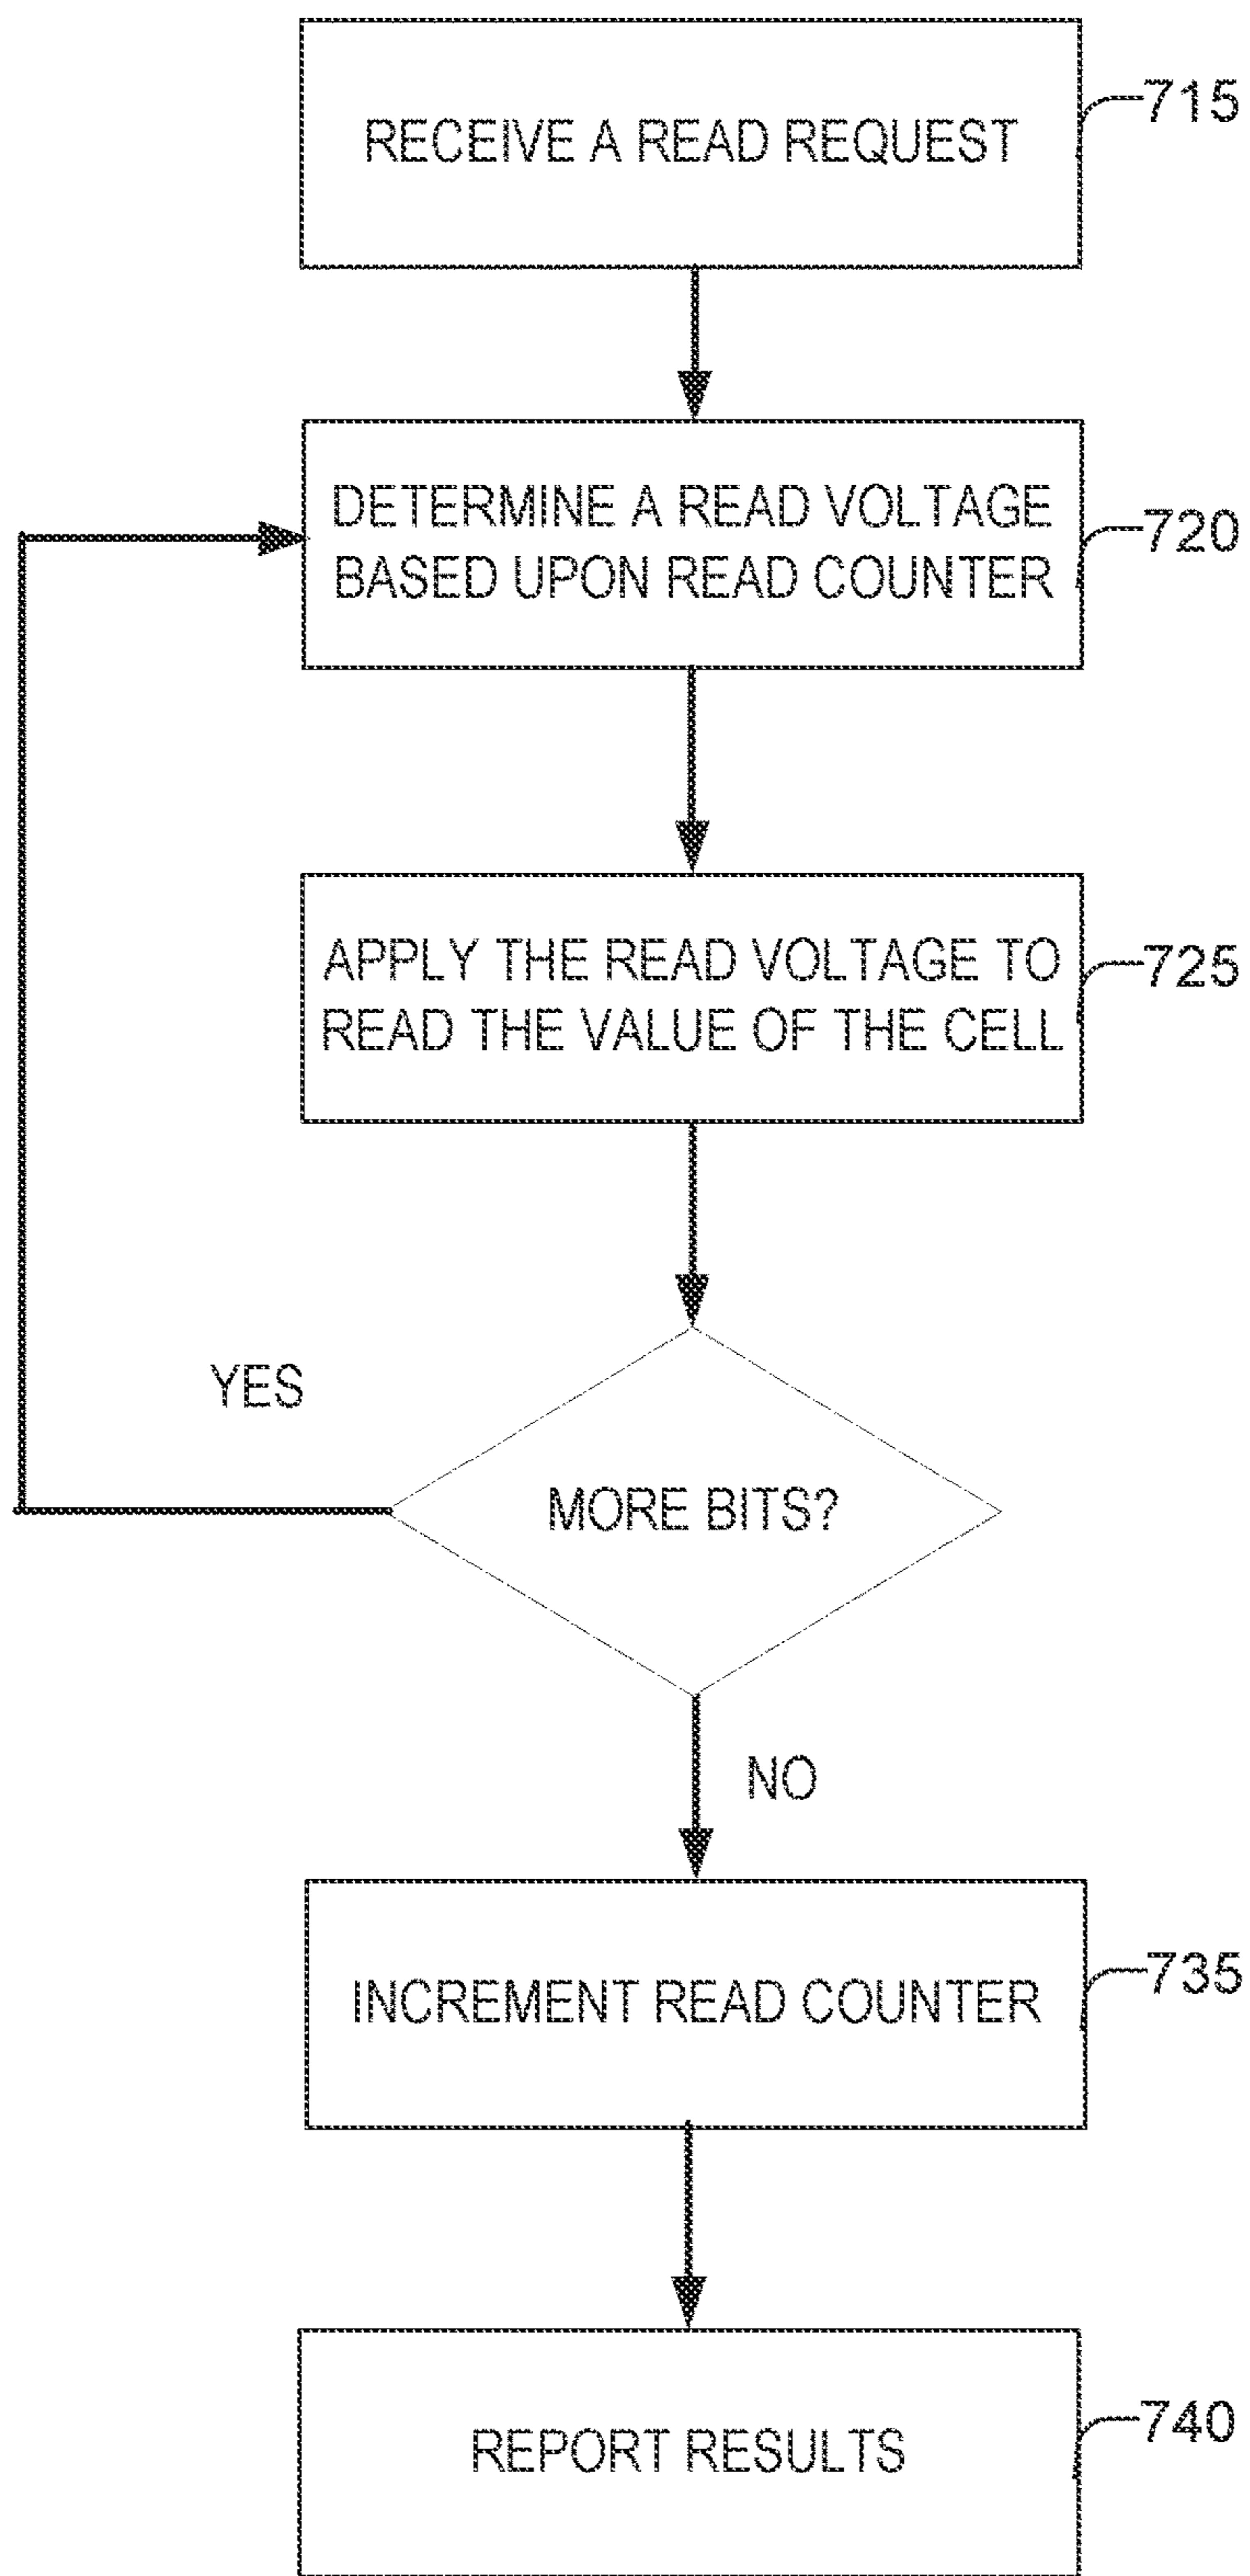 RECEIVE A READ REQUEST
715
DETERMINE A READ VOLTAGE
BASED UPON READ COUNTER
720
APPLY THE READ VOLTAGE TO
READ THE VALUE OF THE CELL
725
YES
MORE BITS?
NO
INCREMENT READ COUNTER
735
REPORT RESULTS
740